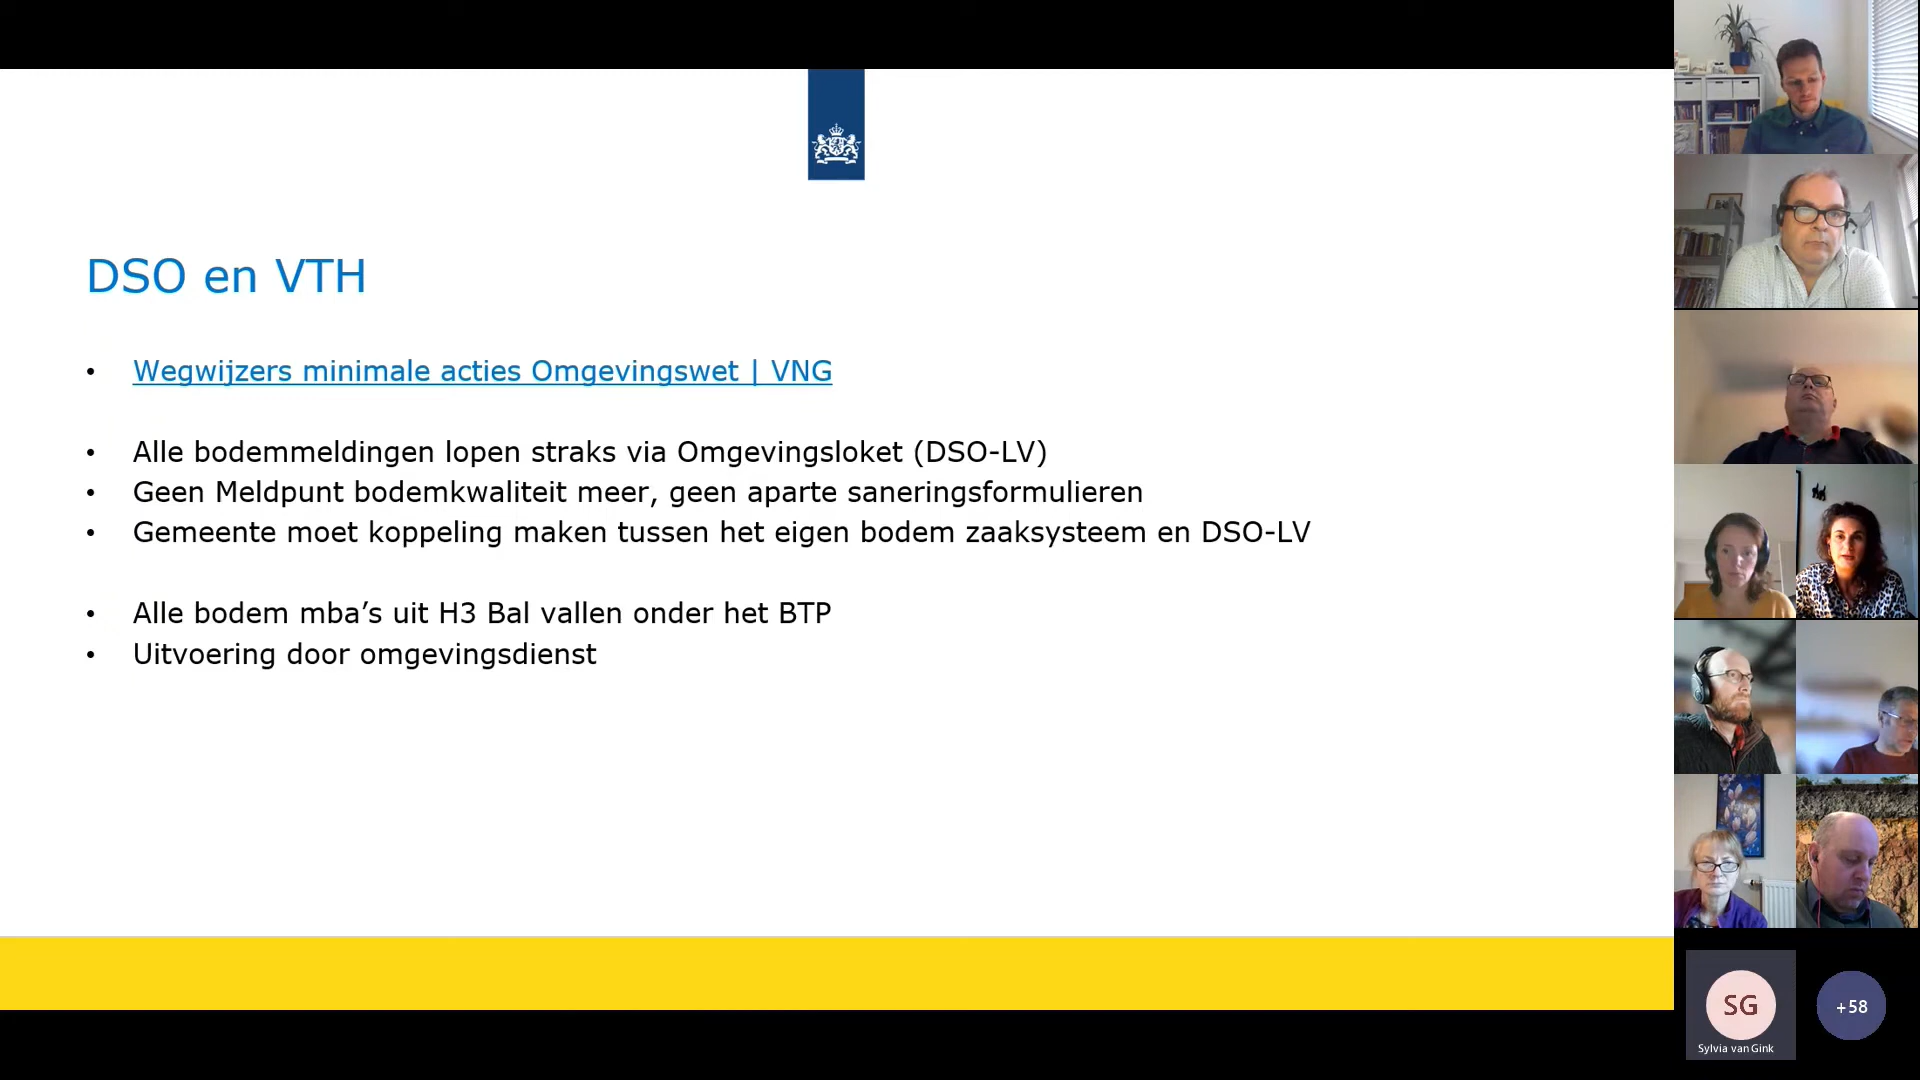 DSO en VTH
• Wegwijzers minimale acties Omgevingswet | VNG
• Alle bodemmeldingen lopen straks via Omgevingsloket (DSO-LV)
• Geen Meldpunt bodemkwaliteit meer, geen aparte saneringsformulieren
• Gemeente moet koppeling maken tussen het eigen bodem zaaksysteem en DSO-LV
• Alle bodem mba’s uit H3 Bal vallen onder het BTP
• Uitvoering door omgevingsdienst
SG
+58
Sylvia van Gink